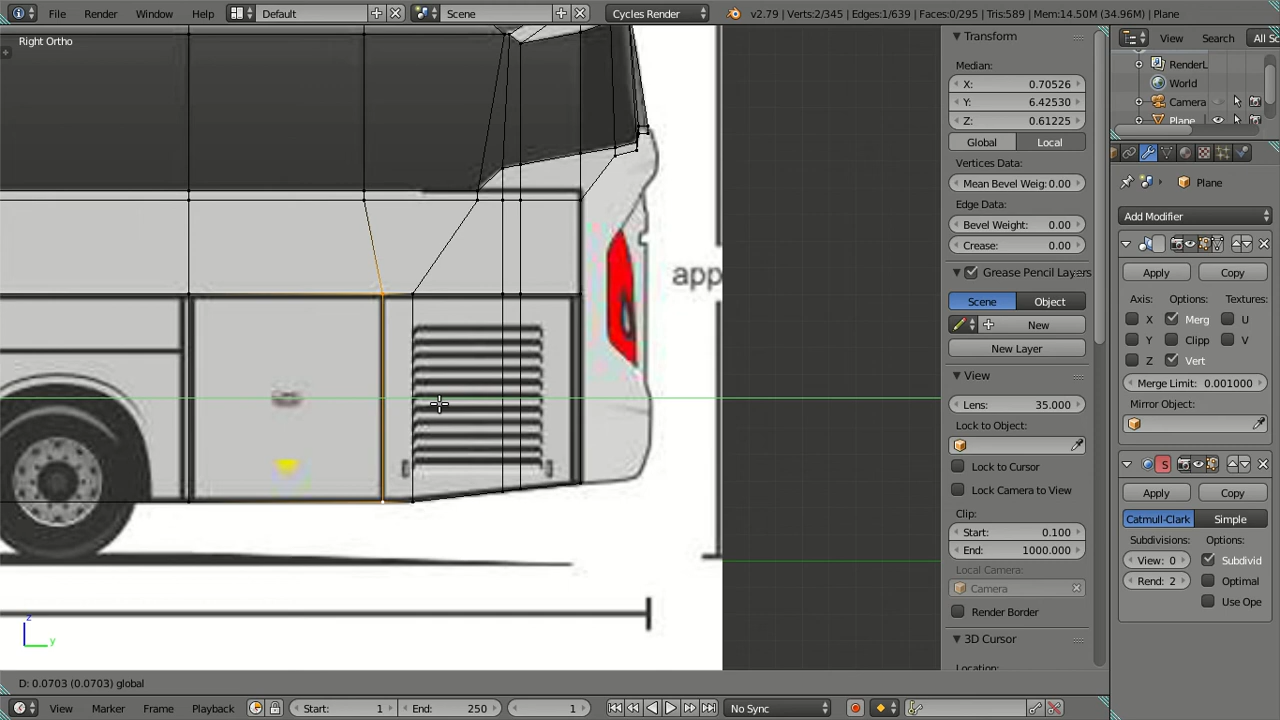 File Render Window Help Default Scene Cycles Render v2.79 | Verts:2/345 | Edges:1/639 | Faces:0/295 | Tris:589 | Mem:14.50M (34.96M) | Plane
Right Ortho
app
z
y
D: 0.0703 (0.0703) global
Transform
Median:
X: 0.70526
Y: 6.42530
Z: 0.61225
Global Local
Vertices Data:
Mean Bevel Weig: 0.00
Edge Data:
Bevel Weight: 0.00
Crease: 0.00
Grease Pencil Layers
Scene Object
New
New Layer
View
Lens: 35.000
Lock to Object:
Lock to Cursor
Lock Camera to View
Clip:
Start: 0.100
End: 1000.000
Local Camera:
Camera
Render Border
3D Cursor
Location:
View Search All Sc
RenderL
World
Camera
Plane
Plane
Add Modifier
Apply Copy
Axis: Options: Textures:
X Merg U
Y Clipp V
Z Vert
Merge Limit: 0.001000
Mirror Object:
S
Apply Copy
Catmull-Clark Simple
Subdivisions: Options:
View: 0 Subdivid
Rend: 2 Optimal
Use Ope
View Marker Frame Playback Start: 1 End: 250 1 No Sync